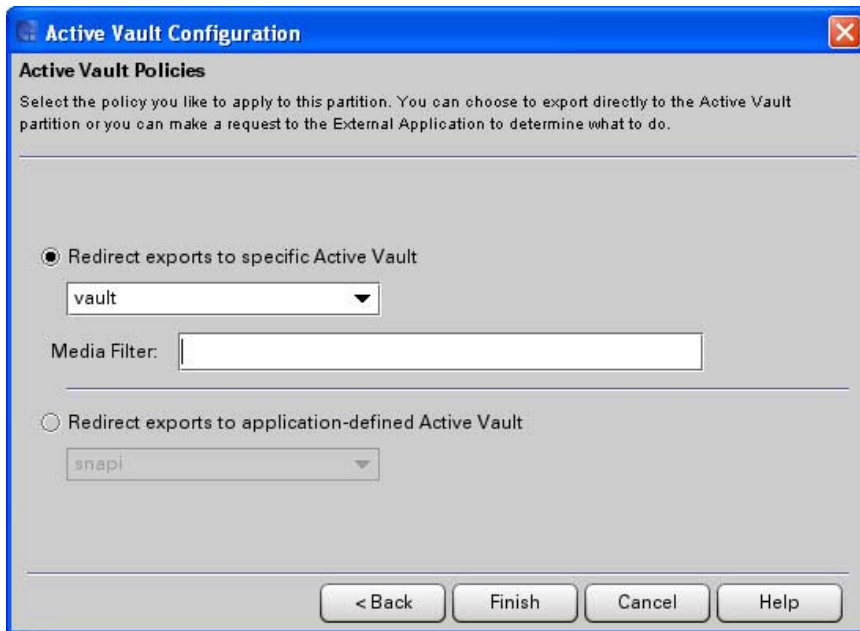 Active Vault Configuration
Active Vault Policies
Select the policy you like to apply to this partition. You can choose to export directly to the Active Vault
partition or you can make a request to the External Application to determine what to do.
Redirect exports to specific Active Vault
vault
Media Filter:
Redirect exports to application-defined Active Vault
snapi
< Back Finish Cancel Help